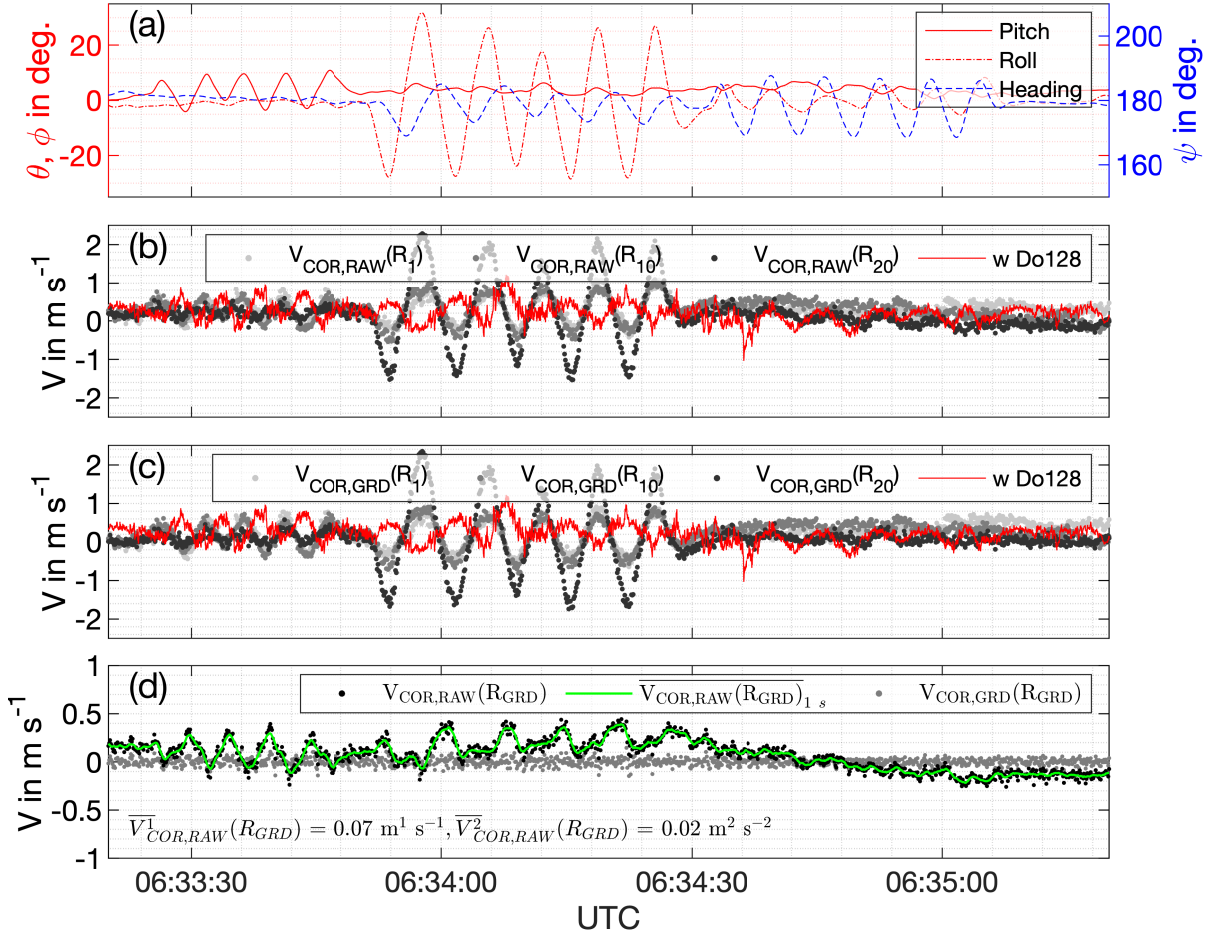 (a)
20
0
-20
θ, ϕ in deg.
Pitch
Roll
Heading
200
180
160
ψ in deg.
(b)
V_COR,RAW(R_1)
V_COR,RAW(R_10)
V_COR,RAW(R_20)
w Do128
2
1
0
-1
-2
V in m s⁻¹
(c)
V_COR,GRD(R_1)
V_COR,GRD(R_10)
V_COR,GRD(R_20)
w Do128
2
1
0
-1
-2
V in m s⁻¹
(d)
V_COR,RAW(R_GRD)
V_COR,RAW(R_GRD)_1 s
V_COR,GRD(R_GRD)
1
0.5
0
-0.5
-1
V in m s⁻¹
V̅¹_COR,RAW(R_GRD) = 0.07 m¹ s⁻¹, V̅²_COR,RAW(R_GRD) = 0.02 m² s⁻²
06:33:30
06:34:00
06:34:30
06:35:00
UTC